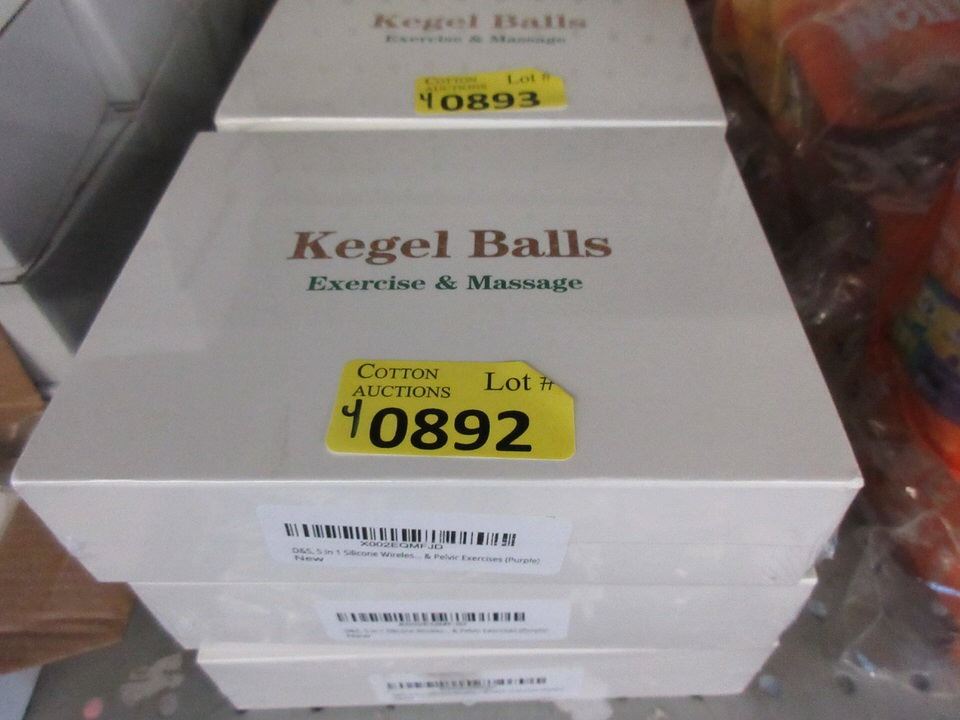 Kegel Balls
Exercise & Massage
COTTON AUCTIONS Lot #
40893
Kegel Balls
Exercise & Massage
COTTON AUCTIONS Lot #
40892
X002EQMFJD
D&S, 5 in 1 Silicone Wireles... & Pelvic Exercises (Purple)
New